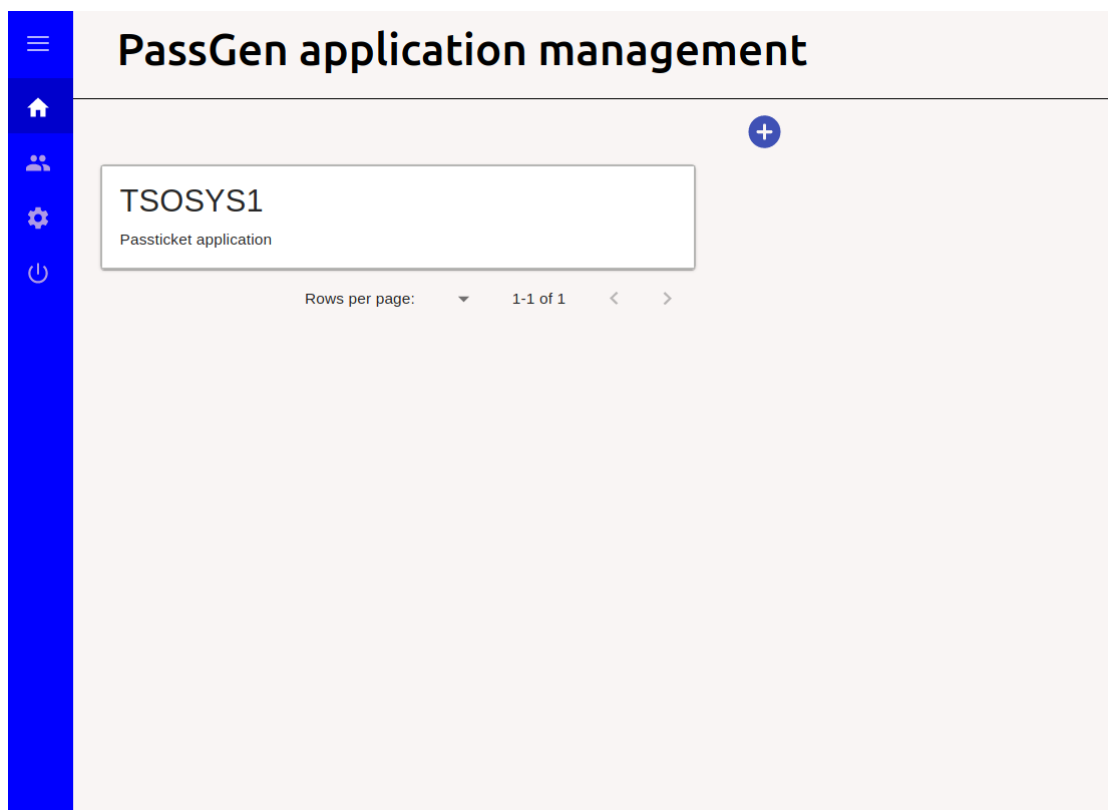 PassGen application management
TSOSYS1
Passticket application
Rows per page: 1-1 of 1